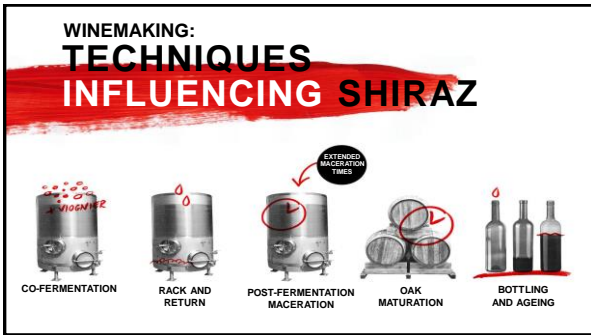 WINEMAKING:
TECHNIQUES
INFLUENCING SHIRAZ
EXTENDED
MACERATION
TIMES
+ VIOGNIER
CO-FERMENTATION
RACK AND
RETURN
POST-FERMENTATION
MACERATION
OAK
MATURATION
BOTTLING
AND AGEING